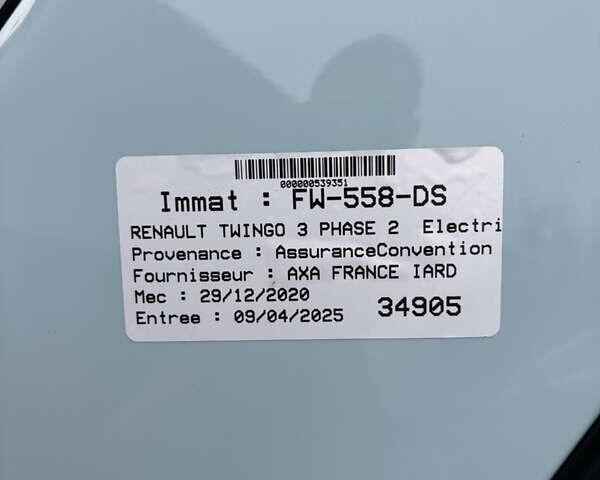 000000539351
Immat : FW-558-DS
RENAULT TWINGO 3 PHASE 2 Electri
Provenance : AssuranceConvention
Fournisseur : AXA FRANCE IARD
Mec : 29/12/2020
Entree : 09/04/2025 34905